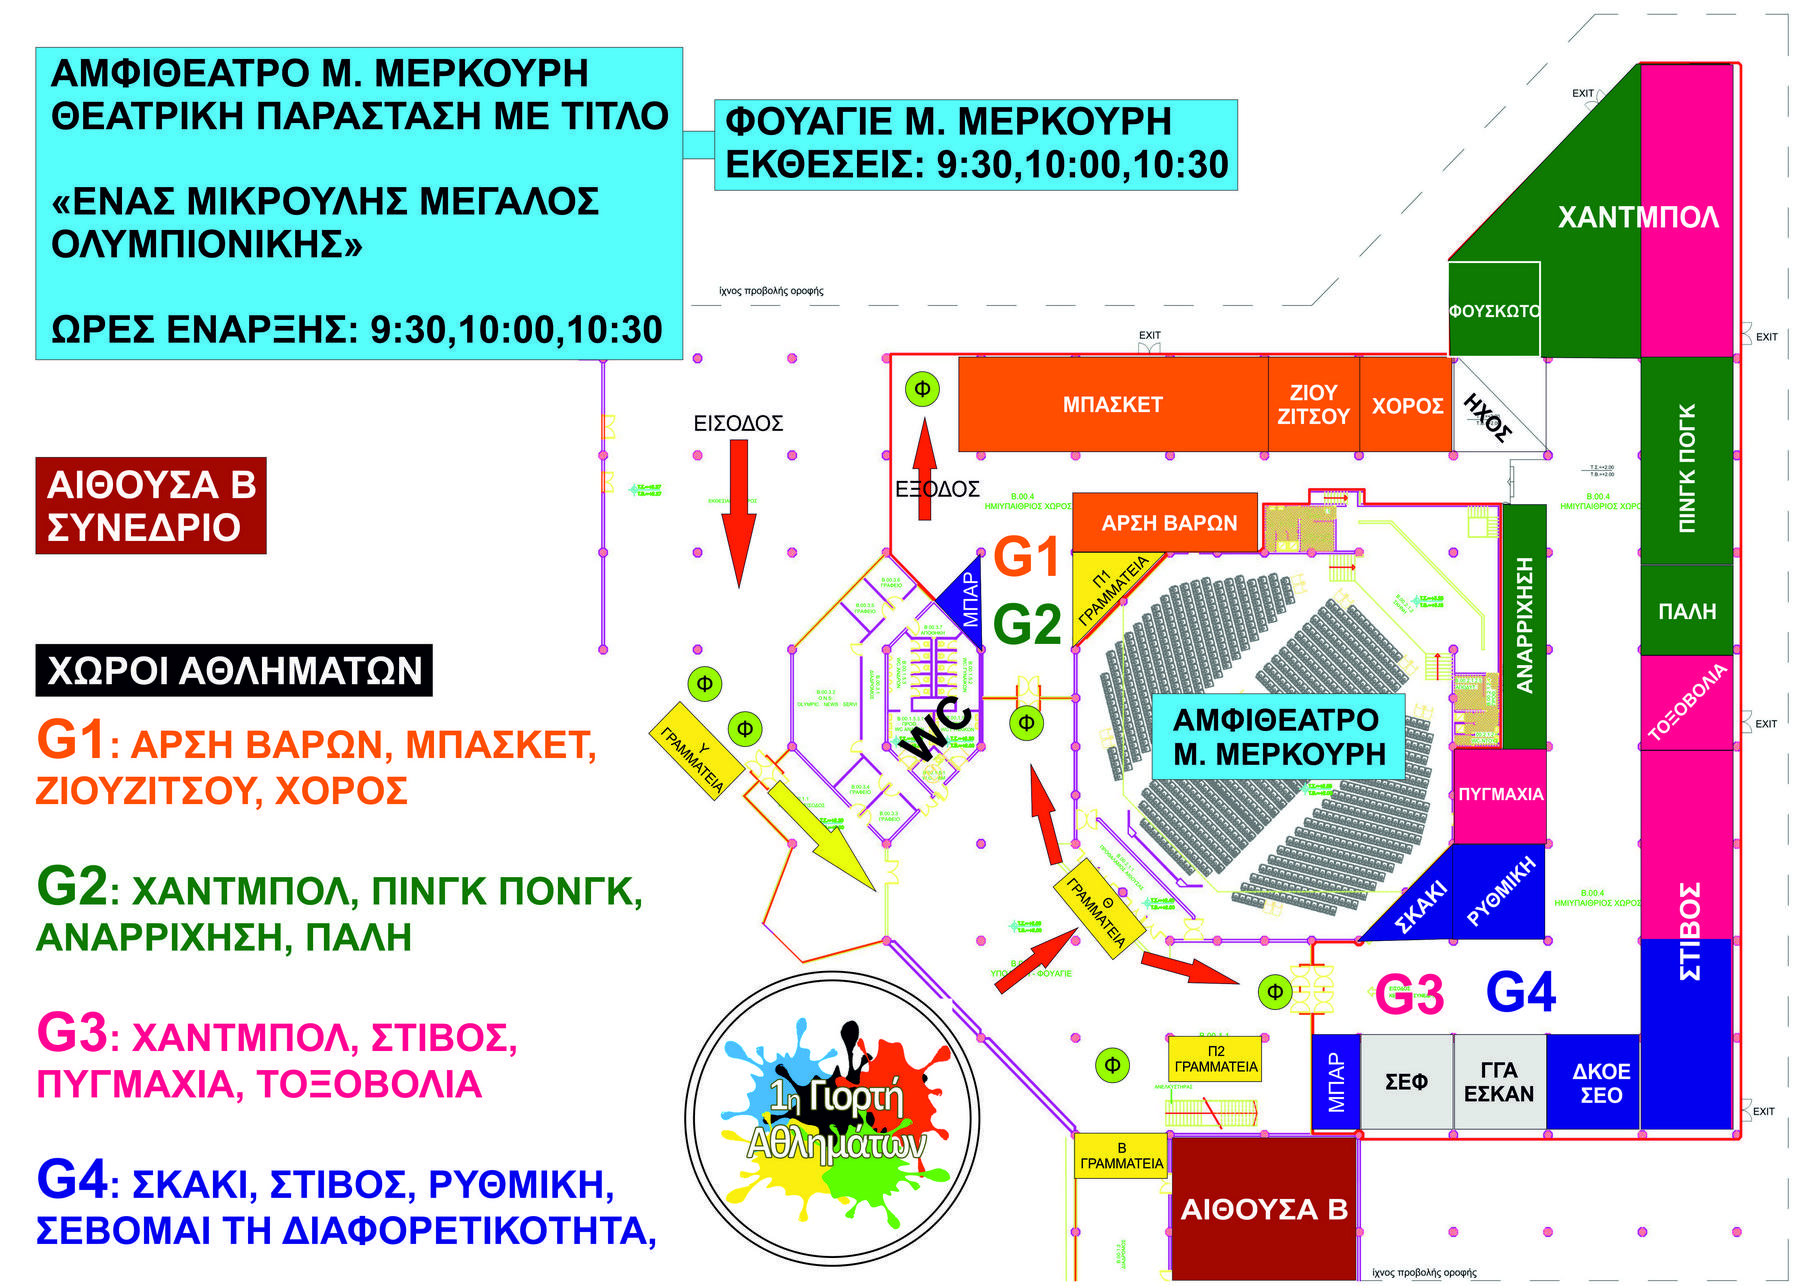 ΑΜΦΙΘΕΑΤΡΟ Μ. ΜΕΡΚΟΥΡΗ
ΘΕΑΤΡΙΚΗ ΠΑΡΑΣΤΑΣΗ ΜΕ ΤΙΤΛΟ
«ΕΝΑΣ ΜΙΚΡΟΥΛΗΣ ΜΕΓΑΛΟΣ
ΟΛΥΜΠΙΟΝΙΚΗΣ»
ΩΡΕΣ ΕΝΑΡΞΗΣ: 9:30,10:00,10:30
ΦΟΥΑΓΙΕ Μ. ΜΕΡΚΟΥΡΗ
ΕΚΘΕΣΕΙΣ: 9:30,10:00,10:30
ΑΙΘΟΥΣΑ Β
ΣΥΝΕΔΡΙΟ
ΧΩΡΟΙ ΑΘΛΗΜΑΤΩΝ
G1: ΑΡΣΗ ΒΑΡΩΝ, ΜΠΑΣΚΕΤ,
ΖΙΟΥΖΙΤΣΟΥ, ΧΟΡΟΣ
G2: ΧΑΝΤΜΠΟΛ, ΠΙΝΓΚ ΠΟΝΓΚ,
ΑΝΑΡΡΙΧΗΣΗ, ΠΑΛΗ
G3: ΧΑΝΤΜΠΟΛ, ΣΤΙΒΟΣ,
ΠΥΓΜΑΧΙΑ, ΤΟΞΟΒΟΛΙΑ
G4: ΣΚΑΚΙ, ΣΤΙΒΟΣ, ΡΥΘΜΙΚΗ,
ΣΕΒΟΜΑΙ ΤΗ ΔΙΑΦΟΡΕΤΙΚΟΤΗΤΑ,
ίχνος προβολής οροφής
EXIT
ΧΑΝΤΜΠΟΛ
ΦΟΥΣΚΩΤΟ
EXIT
EXIT
ΕΙΣΟΔΟΣ
Φ
ΕΞΟΔΟΣ
ΜΠΑΣΚΕΤ
ΖΙΟΥ
ΖΙΤΣΟΥ
ΧΟΡΟΣ
ΗΧΟΣ
ΠΙΝΓΚ ΠΟΓΚ
Β.00.4
ΗΜΙΥΠΑΙΘΡΙΟΣ ΧΩΡΟΣ
ΑΡΣΗ ΒΑΡΩΝ
Β.00.4
ΗΜΙΥΠΑΙΘΡΙΟΣ ΧΩΡΟΣ
G1
G2
ΜΠΑΡ
Π1
ΓΡΑΜΜΑΤΕΙΑ
ΑΝΑΡΡΙΧΗΣΗ
ΠΑΛΗ
ΤΟΞΟΒΟΛΙΑ
EXIT
Φ
Φ
Υ
ΓΡΑΜΜΑΤΕΙΑ
WC
Φ
ΑΜΦΙΘΕΑΤΡΟ
Μ. ΜΕΡΚΟΥΡΗ
ΠΥΓΜΑΧΙΑ
ΣΚΑΚΙ
ΡΥΘΜΙΚΗ
Β.00.4
ΗΜΙΥΠΑΙΘΡΙΟΣ ΧΩΡΟΣ
ΣΤΙΒΟΣ
Θ
ΓΡΑΜΜΑΤΕΙΑ
Φ
G3
G4
Φ
Π2
ΓΡΑΜΜΑΤΕΙΑ
ΜΠΑΡ
ΣΕΦ
ΓΓΑ
ΕΣΚΑΝ
ΔΚΟΕ
ΣΕΟ
EXIT
1η Γιορτή
Αθλημάτων
Β
ΓΡΑΜΜΑΤΕΙΑ
ΑΙΘΟΥΣΑ Β
ίχνος προβολής οροφής